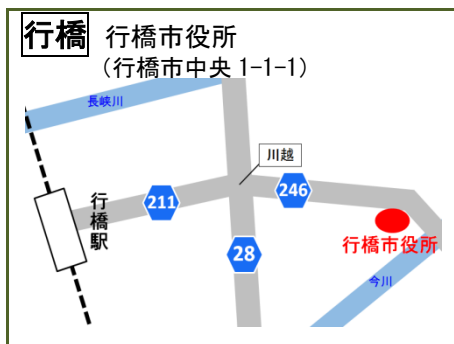 行橋 行橋市役所
（行橋市中央 1-1-1）
長峡川
川越
211
246
行橋駅
行橋市役所
28
今川